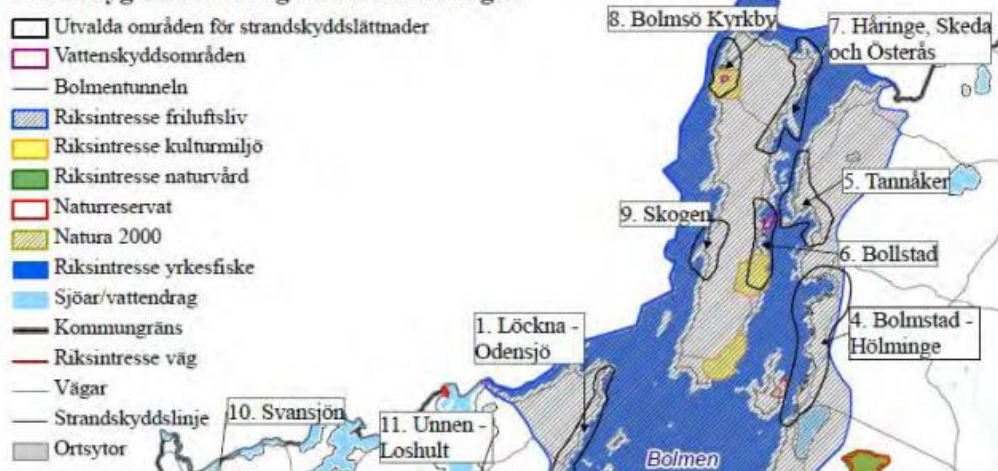 Utvalda områden för strandskyddslättnader
Vattenskyddsområden
Bolmentunneln
Riksintresse friluftsliv
Riksintresse kulturmiljö
Riksintresse naturvård
Naturreservat
Natura 2000
Riksintresse yrkesfiske
Sjöar/vattendrag
Kommungräns
Riksintresse väg
Vägar
Strandskyddslinje
Ortsytor
8. Bolmsö Kyrkby
7. Håringe, Skeda
och Österås
5. Tannåker
9. Skogen
6. Bollstad
1. Löckna -
Odensjö
4. Bolmstad -
Hölminge
10. Svansjön
11. Unnen -
Loshult
Bolmen